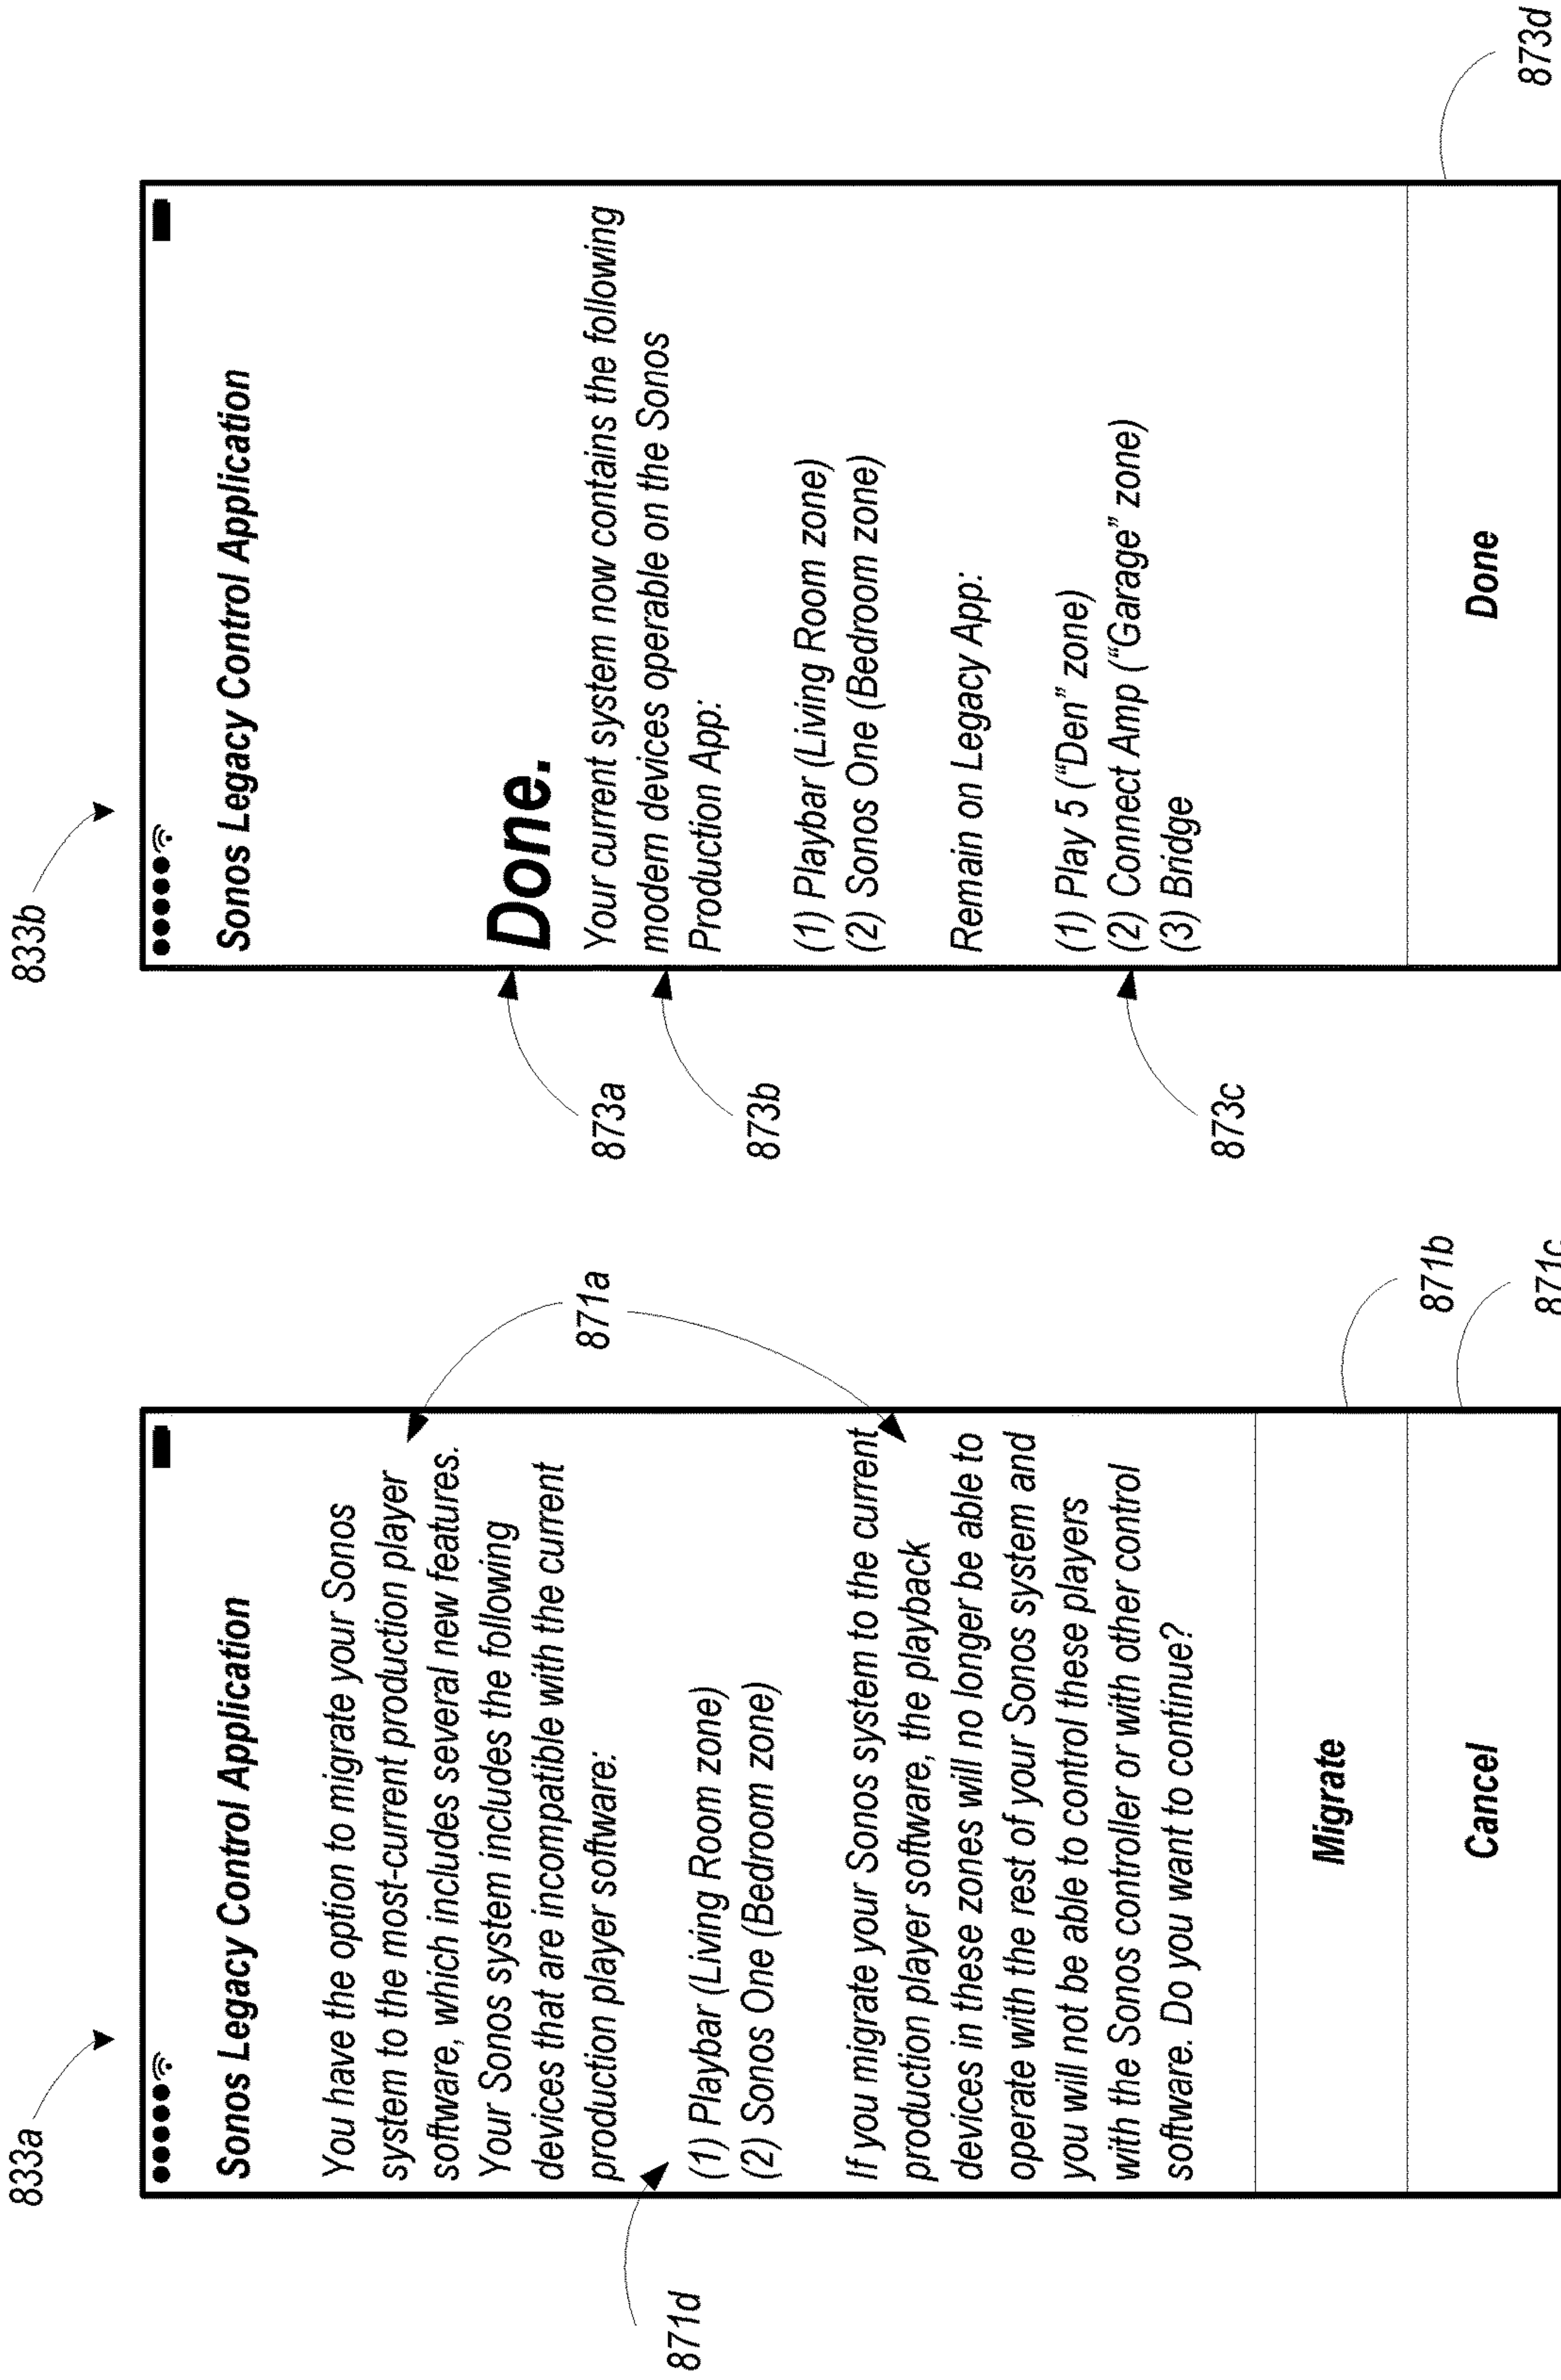 833a
Sonos Legacy Control Application
You have the option to migrate your Sonos
system to the most-current production player
software, which includes several new features.
Your Sonos system includes the following
devices that are incompatible with the current
production player software:
(1) Playbar (Living Room zone)
(2) Sonos One (Bedroom zone)
If you migrate your Sonos system to the current
production player software, the playback
devices in these zones will no longer be able to
operate with the rest of your Sonos system and
you will not be able to control these players
with the Sonos controller or with other control
software. Do you want to continue?
Migrate
Cancel
871d
871a
871b
871c
833b
Sonos Legacy Control Application
Done.
Your current system now contains the following
modern devices operable on the Sonos
Production App:
(1) Playbar (Living Room zone)
(2) Sonos One (Bedroom zone)
Remain on Legacy App:
(1) Play 5 (“Den” zone)
(2) Connect Amp (“Garage” zone)
(3) Bridge
Done
873a
873b
873c
873d